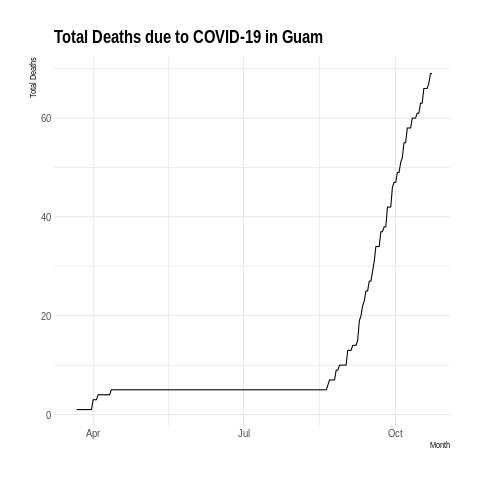 Total Deaths due to COVID-19 in Guam
Total Deaths
60
40
20
0
Apr Jul Oct
Month